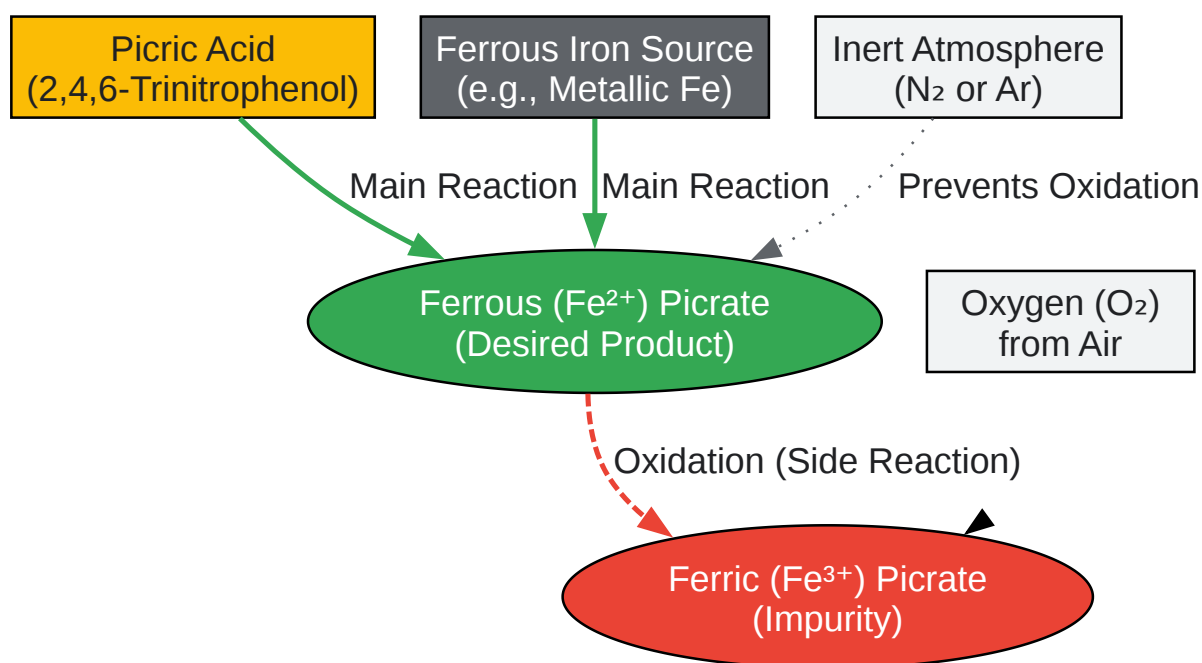 Picric Acid
(2,4,6-Trinitrophenol)
Ferrous Iron Source
(e.g., Metallic Fe)
Inert Atmosphere
(N₂ or Ar)
Main Reaction
Main Reaction
Prevents Oxidation
Ferrous (Fe²⁺) Picrate
(Desired Product)
Oxygen (O₂)
from Air
Oxidation (Side Reaction)
Ferric (Fe³⁺) Picrate
(Impurity)